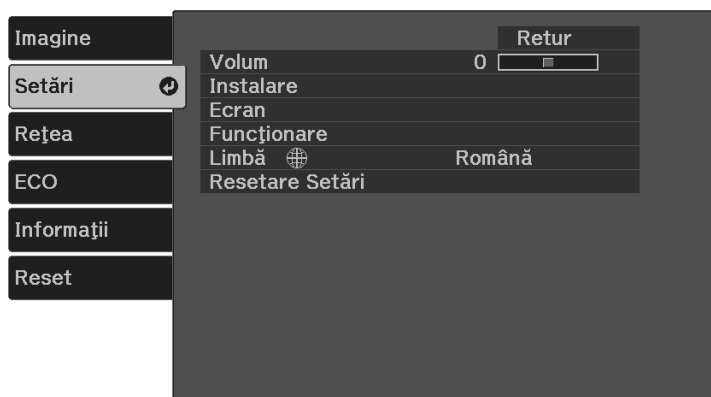 Imagine
Setări
Reţea
ECO
Informaţii
Reset
Retur
Volum 0
Instalare
Ecran
Funcţionare
Limbă Română
Resetare Setări